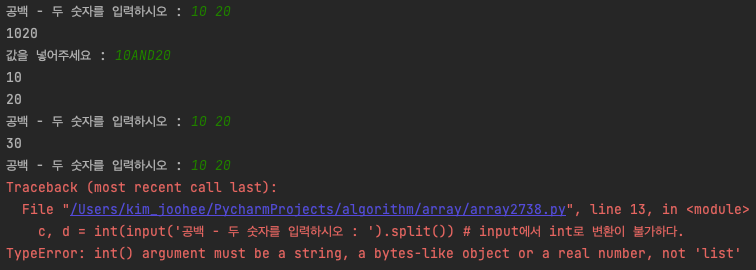 공백 - 두 숫자를 입력하시오 : 10 20
1020
값을 넣어주세요 : 10AND20
10
20
공백 - 두 숫자를 입력하시오 : 10 20
30
공백 - 두 숫자를 입력하시오 : 10 20
Traceback (most recent call last):
  File "/Users/kim_joohee/PycharmProjects/algorithm/array/array2738.py", line 13, in <module>
    c, d = int(input('공백 - 두 숫자를 입력하시오 : ').split()) # input에서 int로 변환이 불가하다.
TypeError: int() argument must be a string, a bytes-like object or a real number, not 'list'